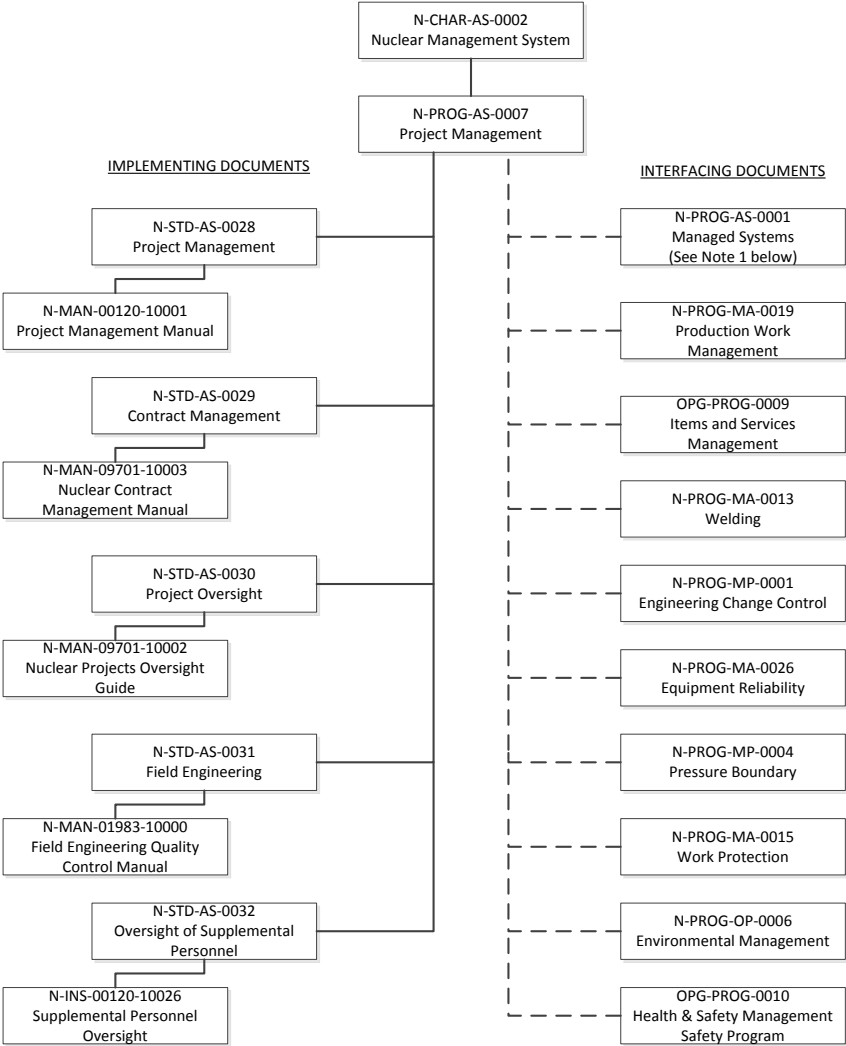 N-CHAR-AS-0002
Nuclear Management System
N-PROG-AS-0007
Project Management
IMPLEMENTING DOCUMENTS
N-STD-AS-0028
Project Management
N-MAN-00120-10001
Project Management Manual
N-STD-AS-0029
Contract Management
N-MAN-09701-10003
Nuclear Contract
Management Manual
N-STD-AS-0030
Project Oversight
N-MAN-09701-10002
Nuclear Projects Oversight
Guide
N-STD-AS-0031
Field Engineering
N-MAN-01983-10000
Field Engineering Quality
Control Manual
N-STD-AS-0032
Oversight of Supplemental
Personnel
N-INS-00120-10026
Supplemental Personnel
Oversight
INTERFACING DOCUMENTS
N-PROG-AS-0001
Managed Systems
(See Note 1 below)
N-PROG-MA-0019
Production Work
Management
OPG-PROG-0009
Items and Services
Management
N-PROG-MA-0013
Welding
N-PROG-MP-0001
Engineering Change Control
N-PROG-MA-0026
Equipment Reliability
N-PROG-MP-0004
Pressure Boundary
N-PROG-MA-0015
Work Protection
N-PROG-OP-0006
Environmental Management
OPG-PROG-0010
Health & Safety Management
Safety Program